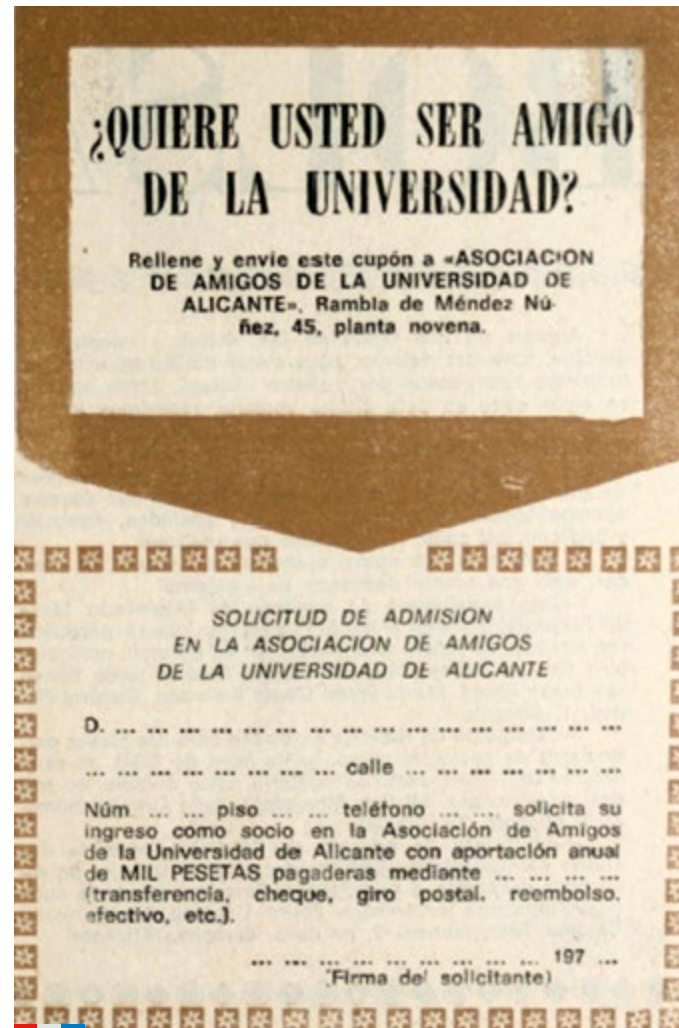 ¿QUIERE USTED SER AMIGO
DE LA UNIVERSIDAD?
Rellene y envíe este cupón a «ASOCIACION
DE AMIGOS DE LA UNIVERSIDAD DE
ALICANTE». Rambla de Méndez Nú-
ñez, 45, planta novena.
SOLICITUD DE ADMISION
EN LA ASOCIACION DE AMIGOS
DE LA UNIVERSIDAD DE ALICANTE
D. ... ... ... ... ... ... ... ... ... ... ... ... ... ... ... ... ... ...
... ... ... ... ... ... ... ... ... calle ... ... ... ... ... ... ... ...
Núm ... ... piso ... ... teléfono ... ..., solicita su
ingreso como socio en la Asociación de Amigos
de la Universidad de Alicante con aportación anual
de MIL PESETAS pagaderas mediante ... ... ... ...
(transferencia, cheque, giro postal, reembolso,
efectivo, etc.).
... ... ... ... ... ... ... ... ... ... 197 ...
(Firma del solicitante)